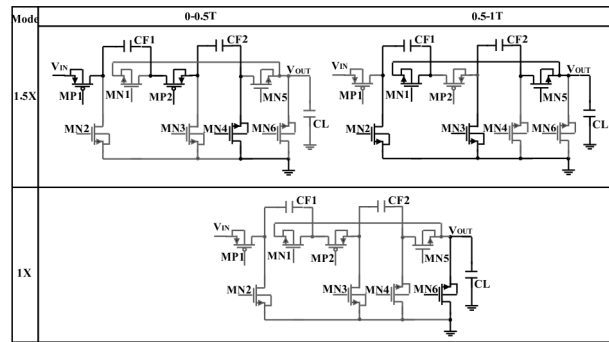 Mode 0-0.5T 0.5-1T
1.5X
CF1 CF2
VIN VOUT
MP1 MN1 MP2 MN5
MN2 MN3 MN4 MN6 CL
CF1 CF2
VIN VOUT
MP1 MN1 MP2 MN5
MN2 MN3 MN4 MN6 CL
1X
CF1 CF2
VIN VOUT
MP1 MN1 MP2 MN5
MN2 MN3 MN4 MN6 CL